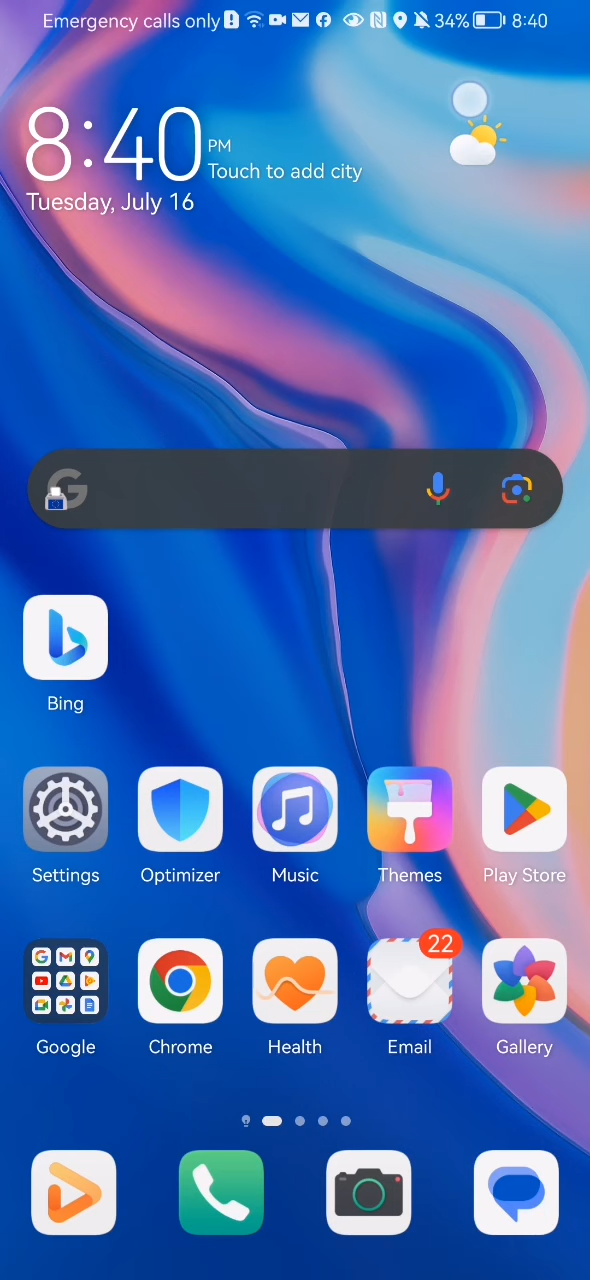 Emergency calls only 34% 8:40
8:40 PM
Touch to add city
Tuesday, July 16
Bing
Settings Optimizer Music Themes Play Store
22
Google Chrome Health Email Gallery